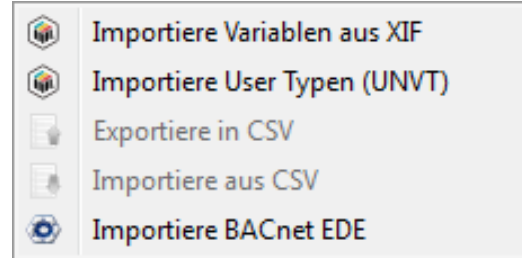 Importiere Variablen aus XIF
Importiere User Typen (UNVT)
Exportiere in CSV
Importiere aus CSV
Importiere BACnet EDE